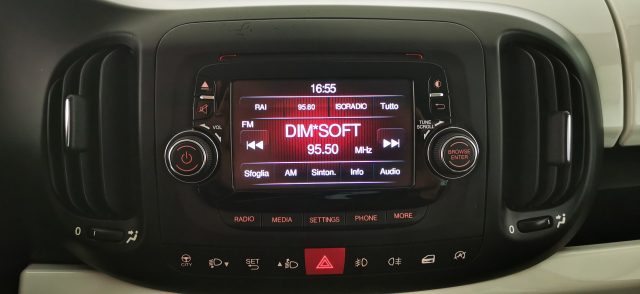 16:55
RAI 95.60 ISORADIO Tutto
FM
VOL
TUNE
SCROLL
DIM*SOFT
95.50 MHz
BROWSE
ENTER
Sfoglia AM Sinton. Info Audio
RADIO MEDIA SETTINGS PHONE MORE
0 0
CITY SET